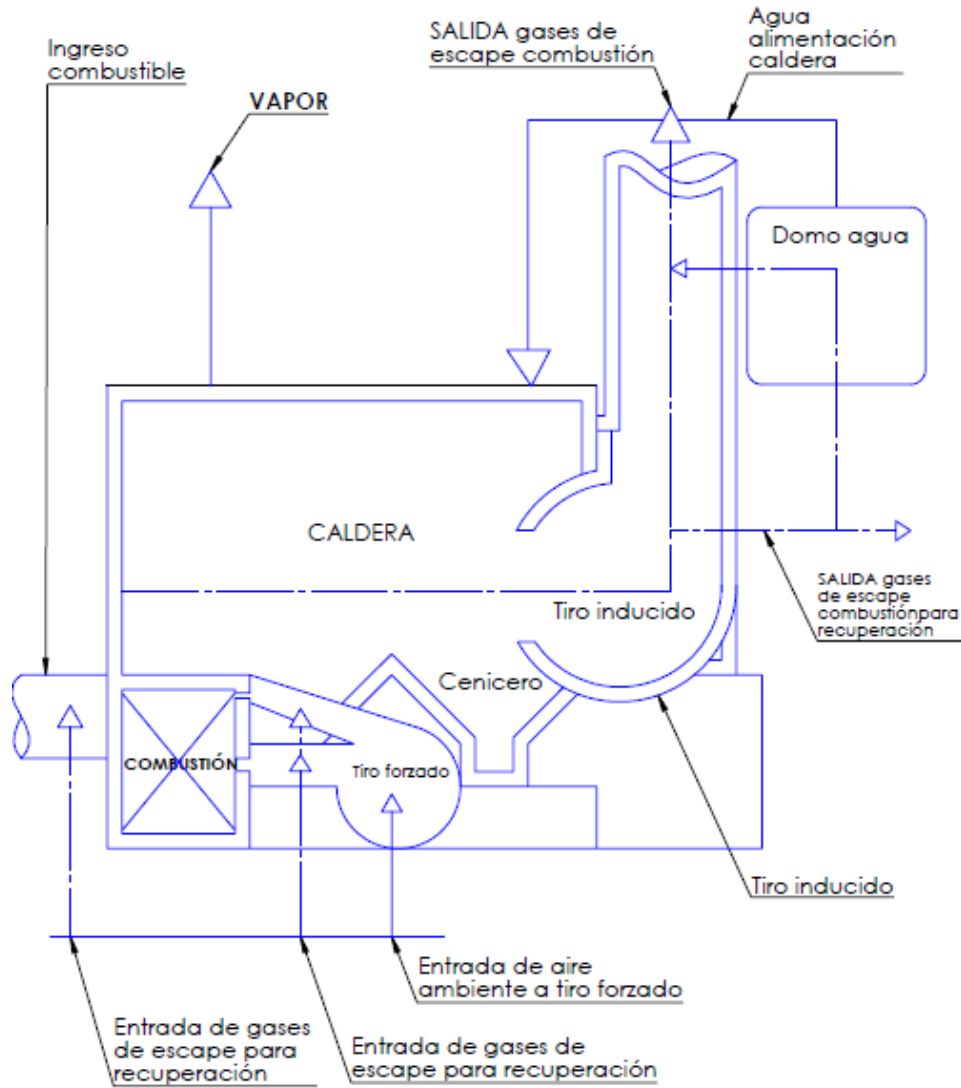 Ingreso
combustible
VAPOR
SALIDA gases de
escape combustión
Agua
alimentación
caldera
Domo agua
CALDERA
SALIDA gases
de escape
combustiónpara
recuperación
Tiro inducido
Cenicero
COMBUSTIÓN
Tiro forzado
Tiro inducido
Entrada de aire
ambiente a tiro forzado
Entrada de gases
de escape para
recuperación
Entrada de gases de
escape para recuperación